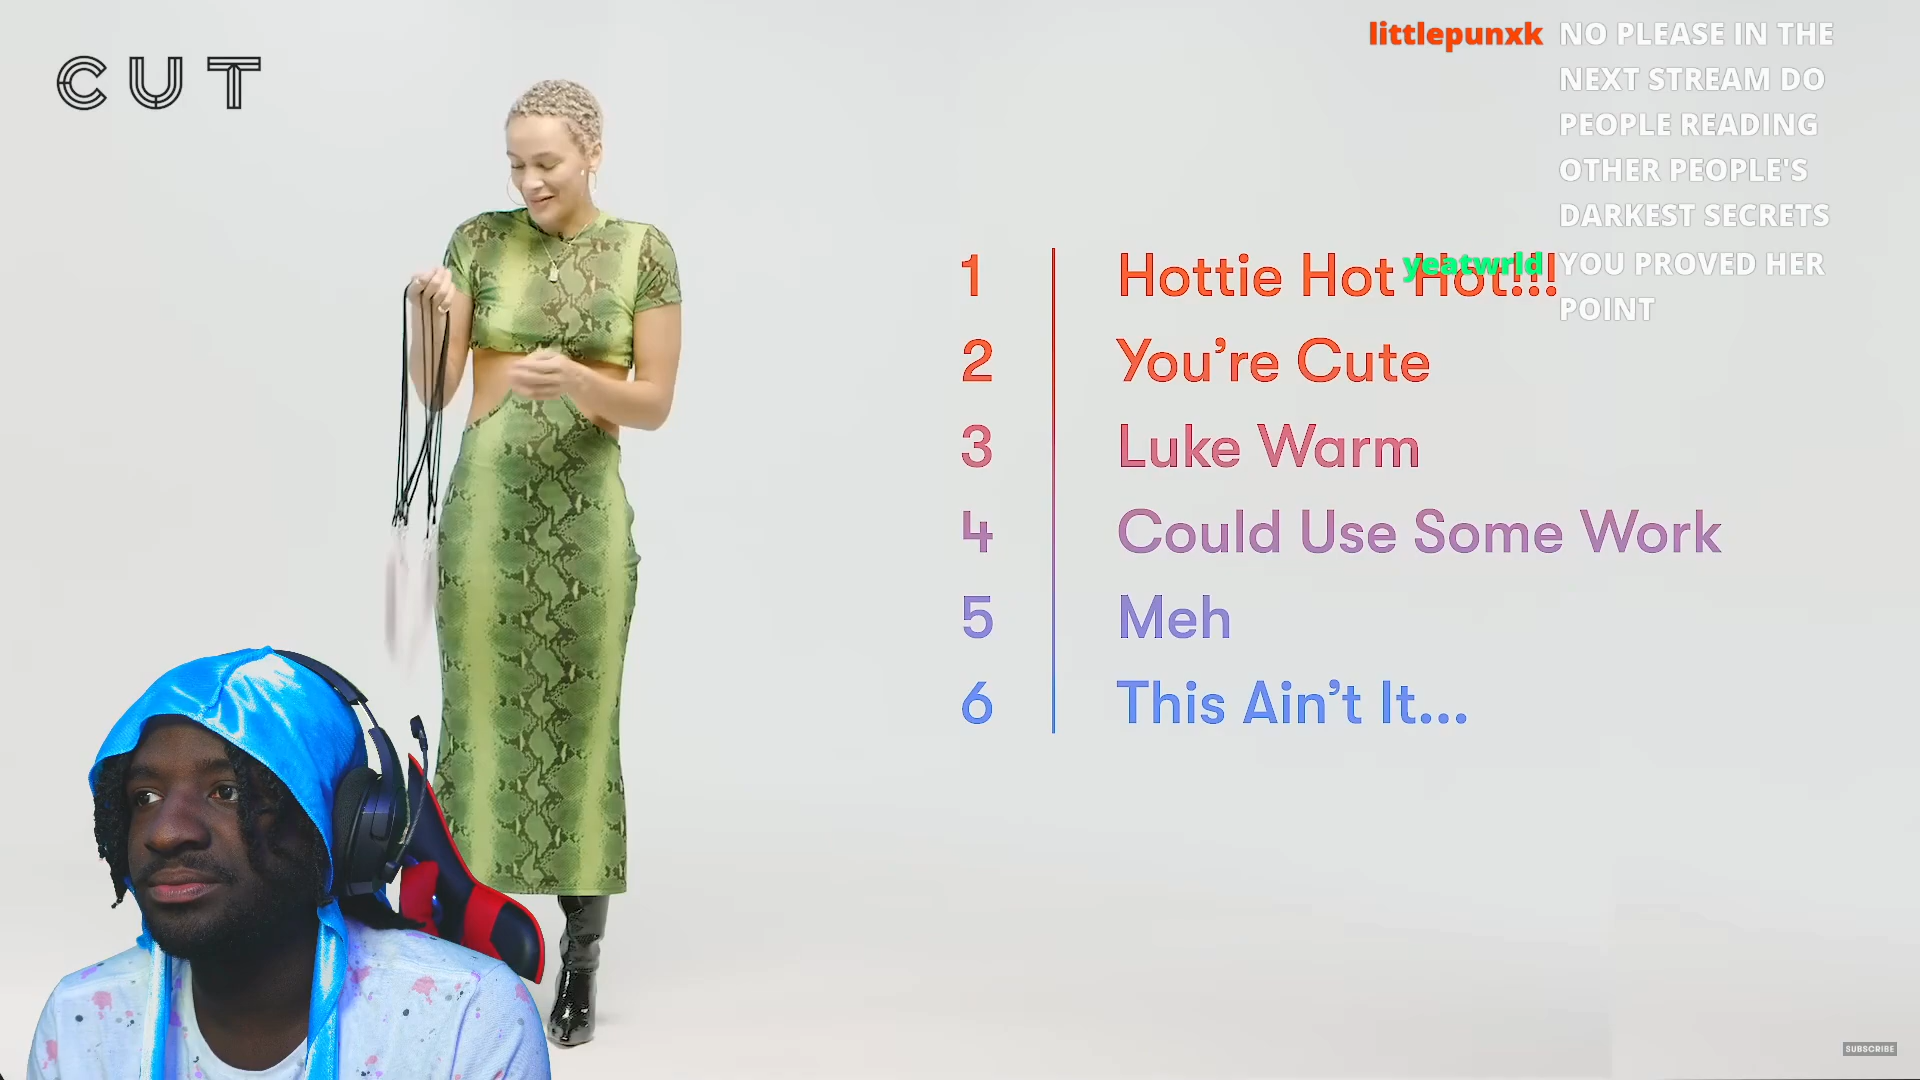 CUT
littlepunxk NO PLEASE IN THE
NEXT STREAM DO
PEOPLE READING
OTHER PEOPLE'S
DARKEST SECRETS
yeatwrld YOU PROVED HER
POINT
1 Hottie Hot Hot!!!
2 You're Cute
3 Luke Warm
4 Could Use Some Work
5 Meh
6 This Ain't It...
SUBSCRIBE